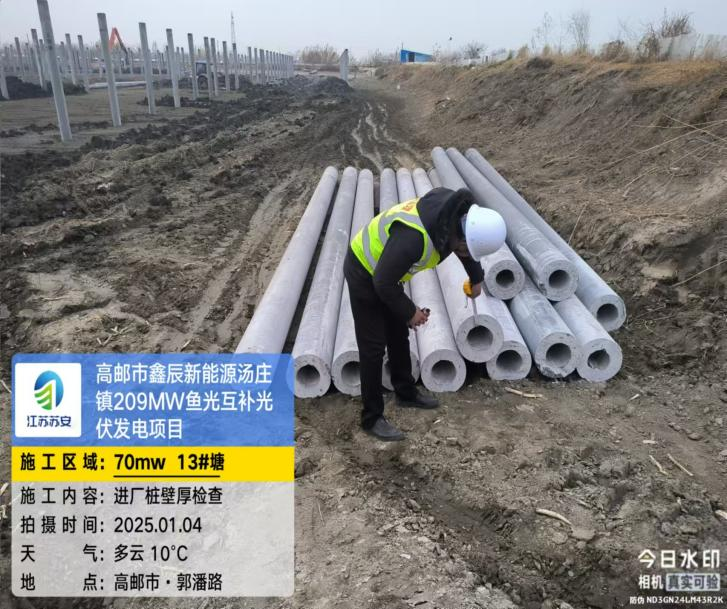 江苏苏安
高邮市鑫辰新能源汤庄
镇209MW鱼光互补光
伏发电项目
施工区域：70mw 13#塘
施工内容：进厂桩壁厚检查
拍摄时间：2025.01.04
天气：多云 10℃
地点：高邮市·郭潘路
今日水印
相机 真实可验
防伪 ND3GN24LM43R2K